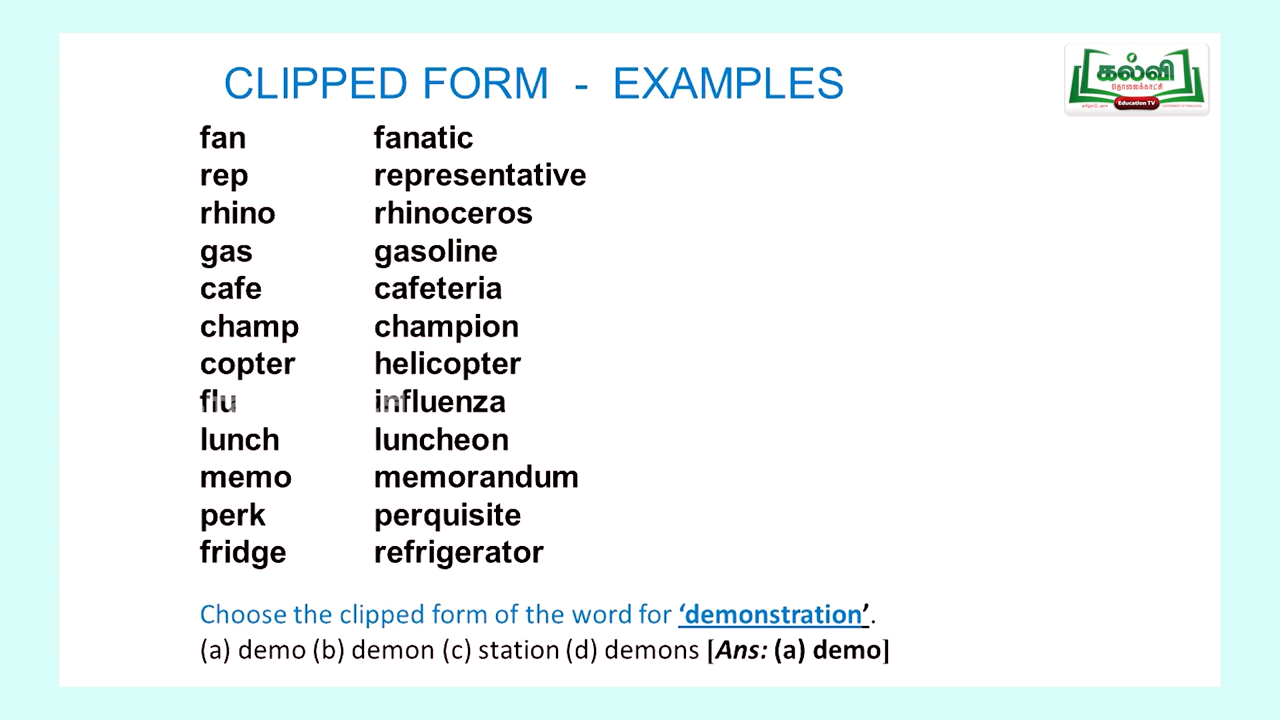 CLIPPED FORM - EXAMPLES
கல்வி
தொலைக்காட்சி
Education TV
fan fanatic
rep representative
rhino rhinoceros
gas gasoline
cafe cafeteria
champ champion
copter helicopter
flu influenza
lunch luncheon
memo memorandum
perk perquisite
fridge refrigerator
Choose the clipped form of the word for ‘demonstration’.
(a) demo (b) demon (c) station (d) demons [Ans: (a) demo]